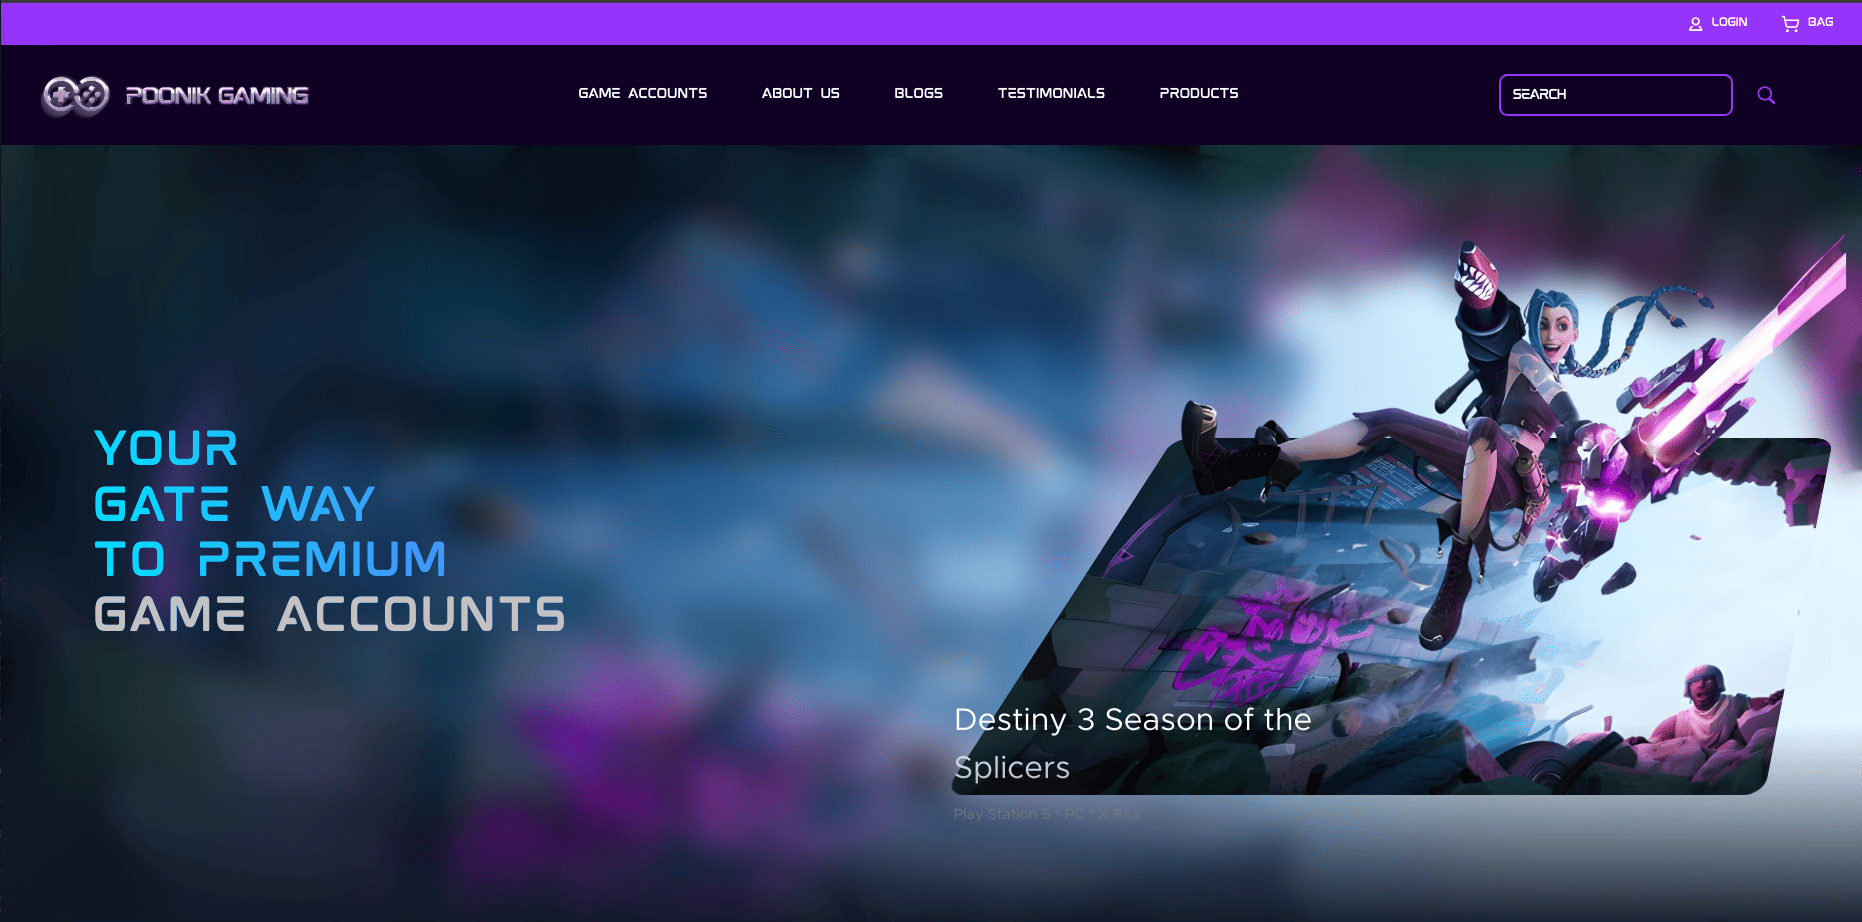 LOGIN
BAG
POONIK GAMING
GAME ACCOUNTS
ABOUT US
BLOGS
TESTIMONIALS
PRODUCTS
SEARCH
YOUR
GATE WAY
TO PREMIUM
GAME ACCOUNTS
Destiny 3 Season of the
Splicers
Play Station 5 * PC * X Box